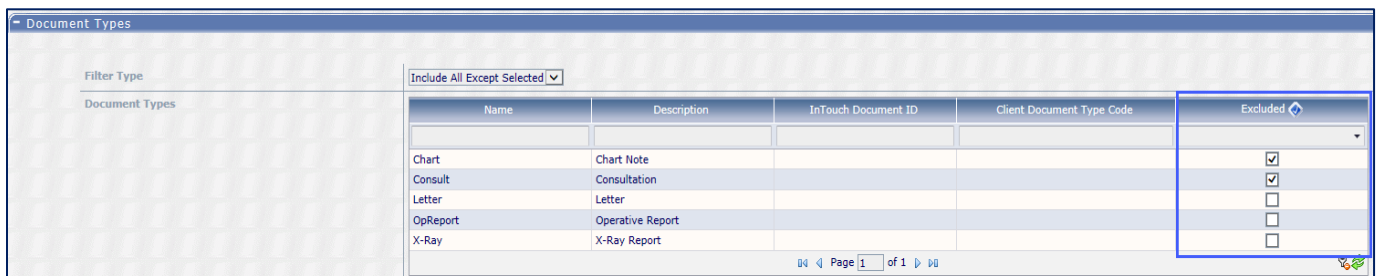 Document Types
Filter Type Include All Except Selected
Document Types
Name Description InTouch Document ID Client Document Type Code Excluded
Chart Chart Note
Consult Consultation
Letter Letter
OpReport Operative Report
X-Ray X-Ray Report
Page 1 of 1